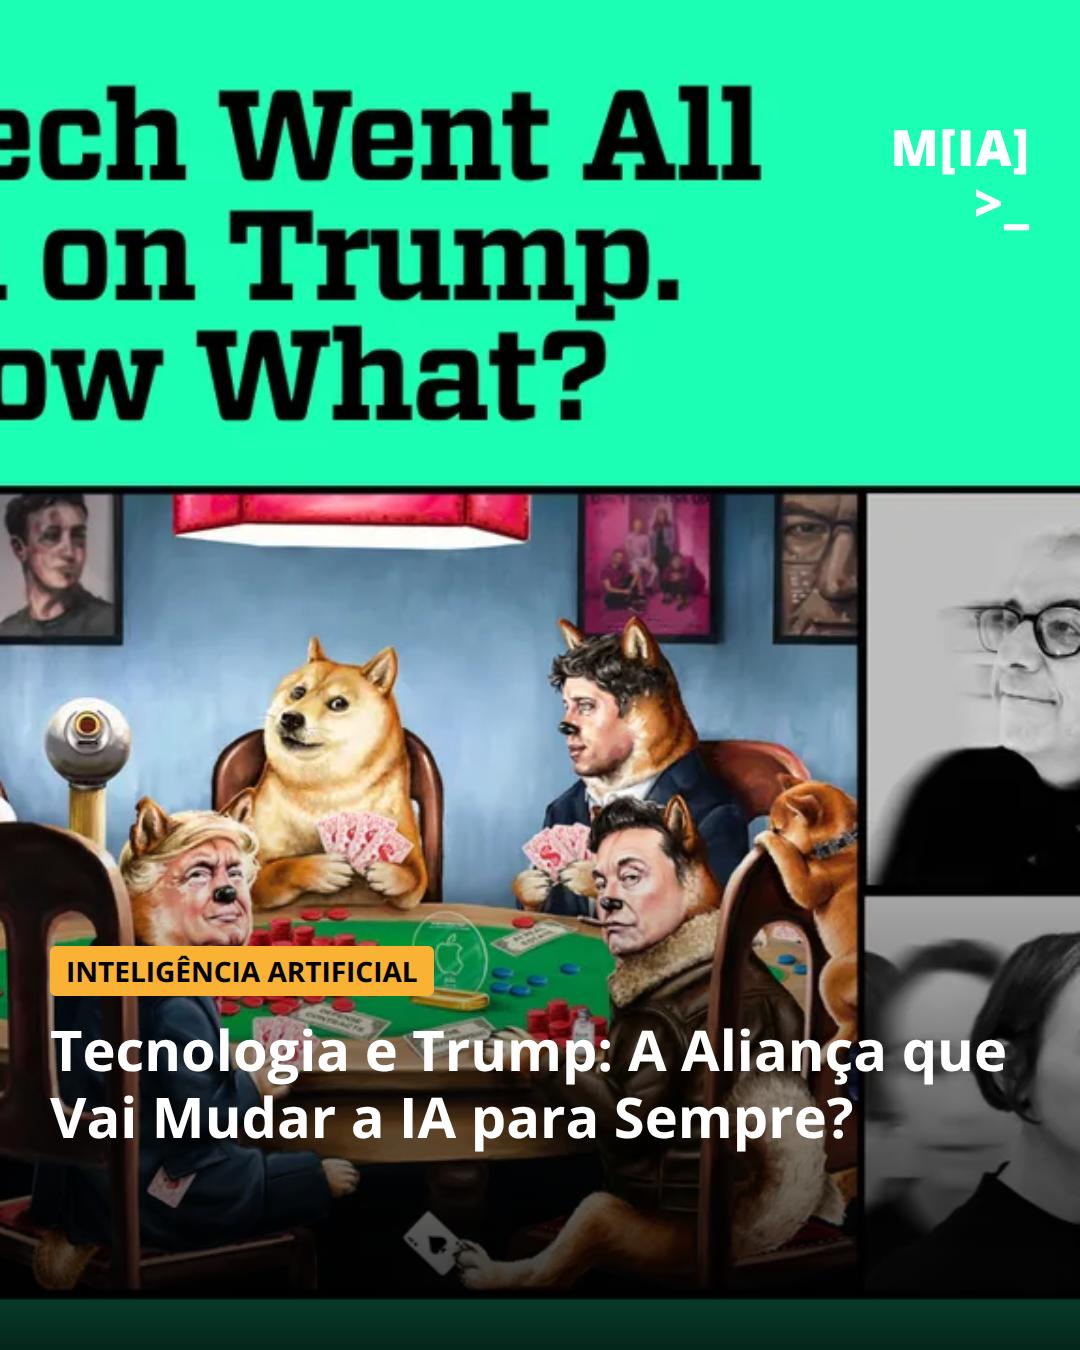 ech Went All
on Trump.
ow What?
M[IA]
>_
INTELIGÊNCIA ARTIFICIAL
Tecnologia e Trump: A Aliança que
Vai Mudar a IA para Sempre?